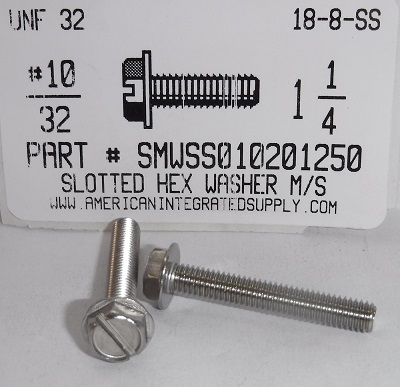 UNF 32 18-8-SS
#10/32 1 1/4
PART # SMWSS010201250
SLOTTED HEX WASHER M/S
WWW.AMERICANINTEGRATEDSUPPLY.COM